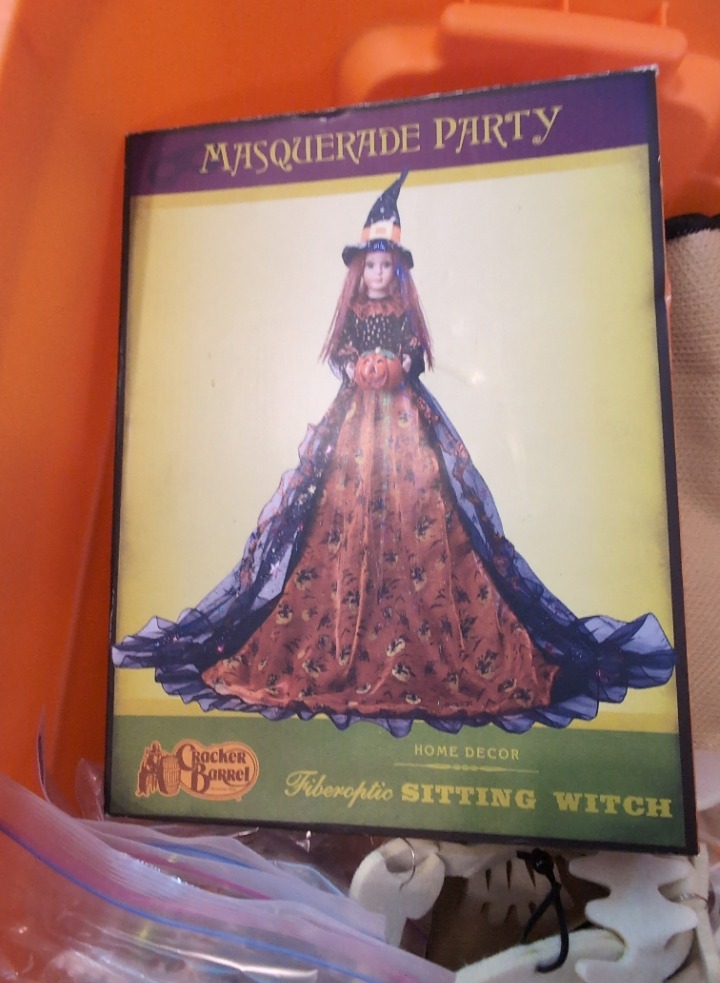 MASQUERADE PARTY
HOME DECOR
Cracker
Barrel
Fiberoptic SITTING WITCH